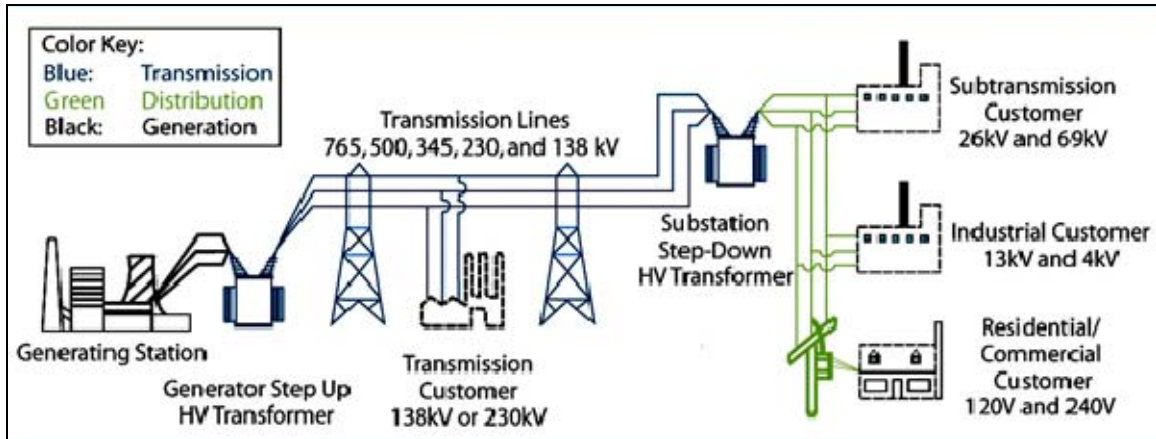 Color Key:
Blue: Transmission
Green Distribution
Black: Generation
Transmission Lines
765, 500, 345, 230, and 138 kV
Subtransmission
Customer
26kV and 69kV
Substation
Step-Down
HV Transformer
Industrial Customer
13kV and 4kV
Generating Station
Generator Step Up
HV Transformer
Transmission
Customer
138kV or 230kV
Residential/
Commercial
Customer
120V and 240V